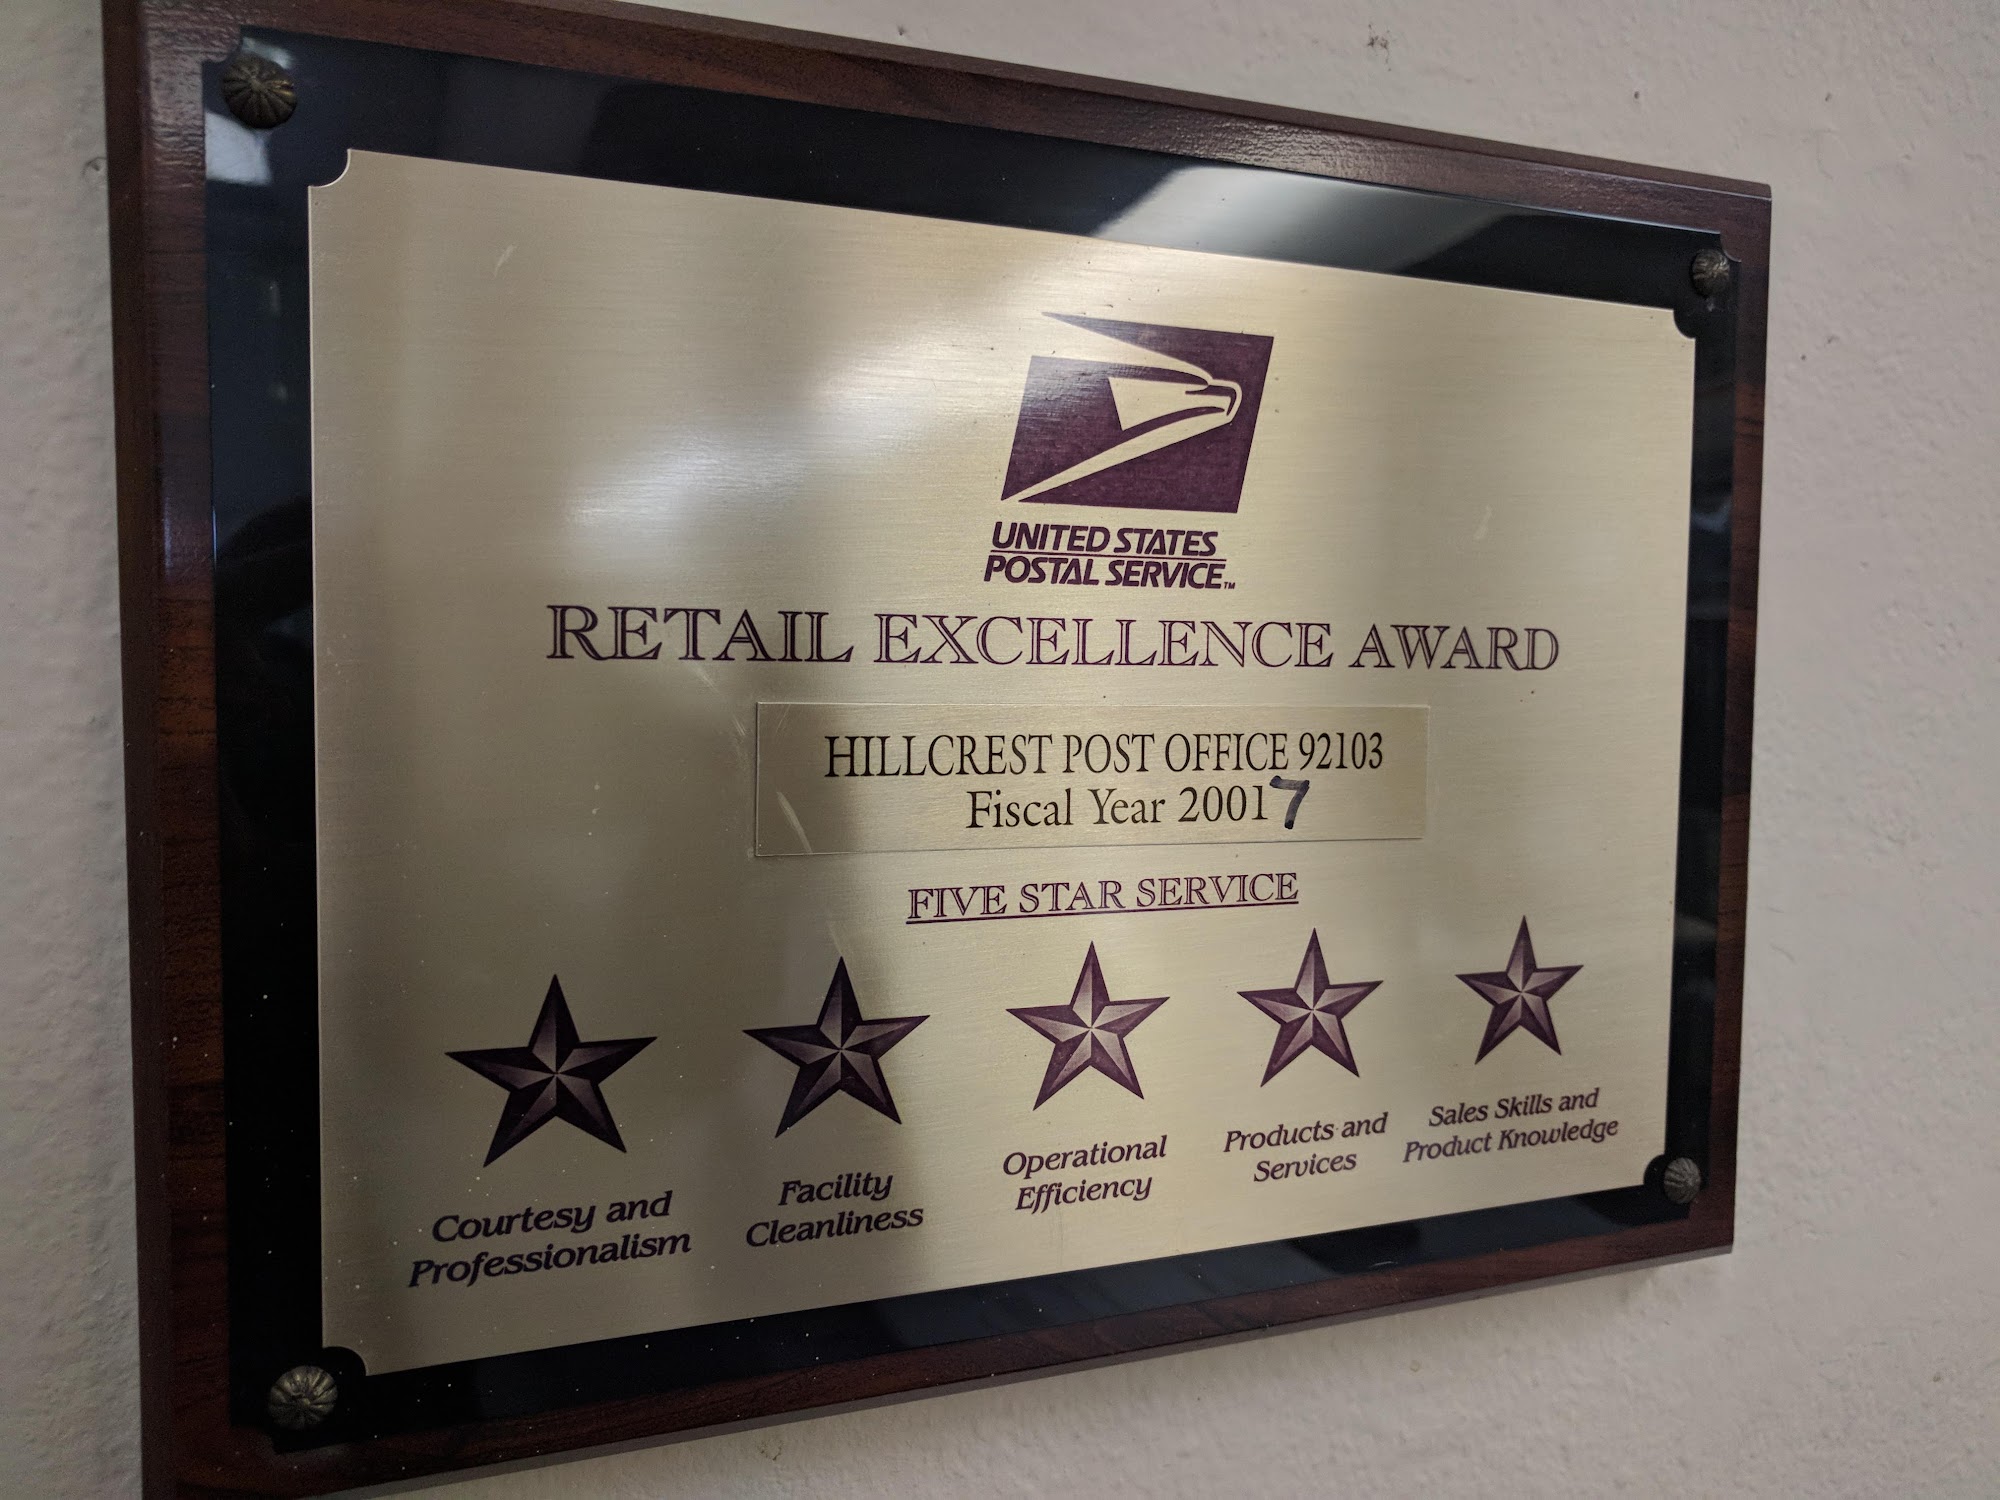 UNITED STATES
POSTAL SERVICE™
RETAIL EXCELLENCE AWARD
HILLCREST POST OFFICE 92103
Fiscal Year 20017
FIVE STAR SERVICE
Courtesy and
Professionalism
Facility
Cleanliness
Operational
Efficiency
Products and
Services
Sales Skills and
Product Knowledge